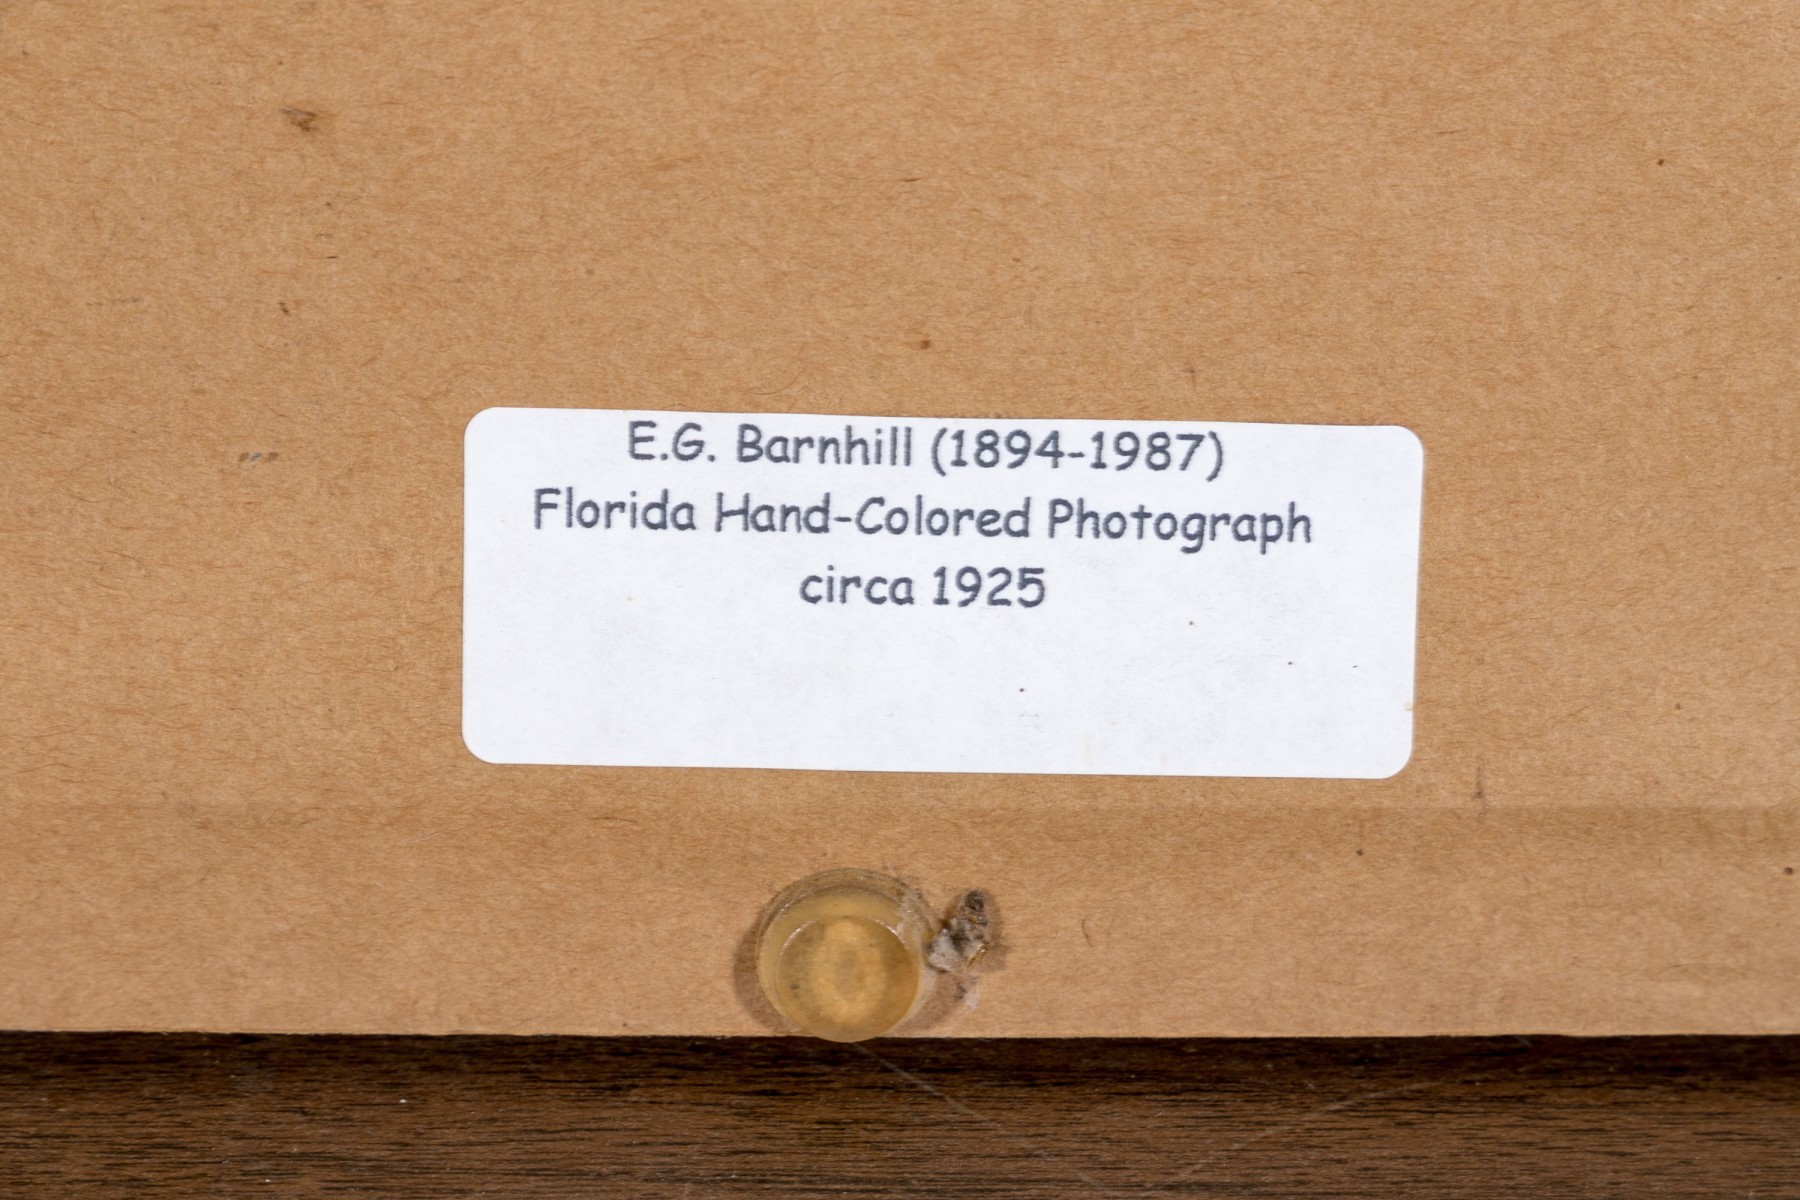 E.G. Barnhill (1894-1987)
Florida Hand-Colored Photograph
circa 1925